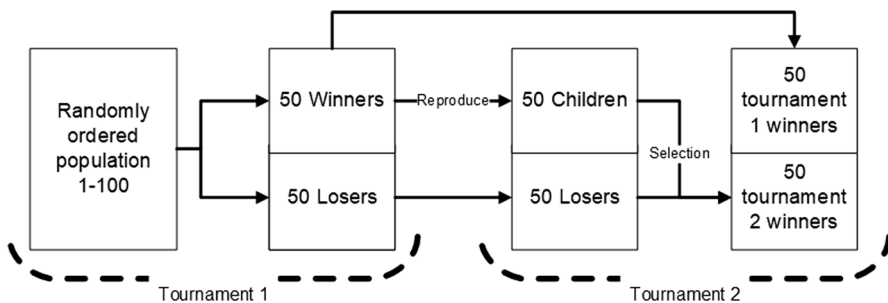 Randomly
ordered
population
1-100
50 Winners
50 Losers
Reproduce
50 Children
50 Losers
Selection
50
tournament
1 winners
50
tournament
2 winners
Tournament 1
Tournament 2